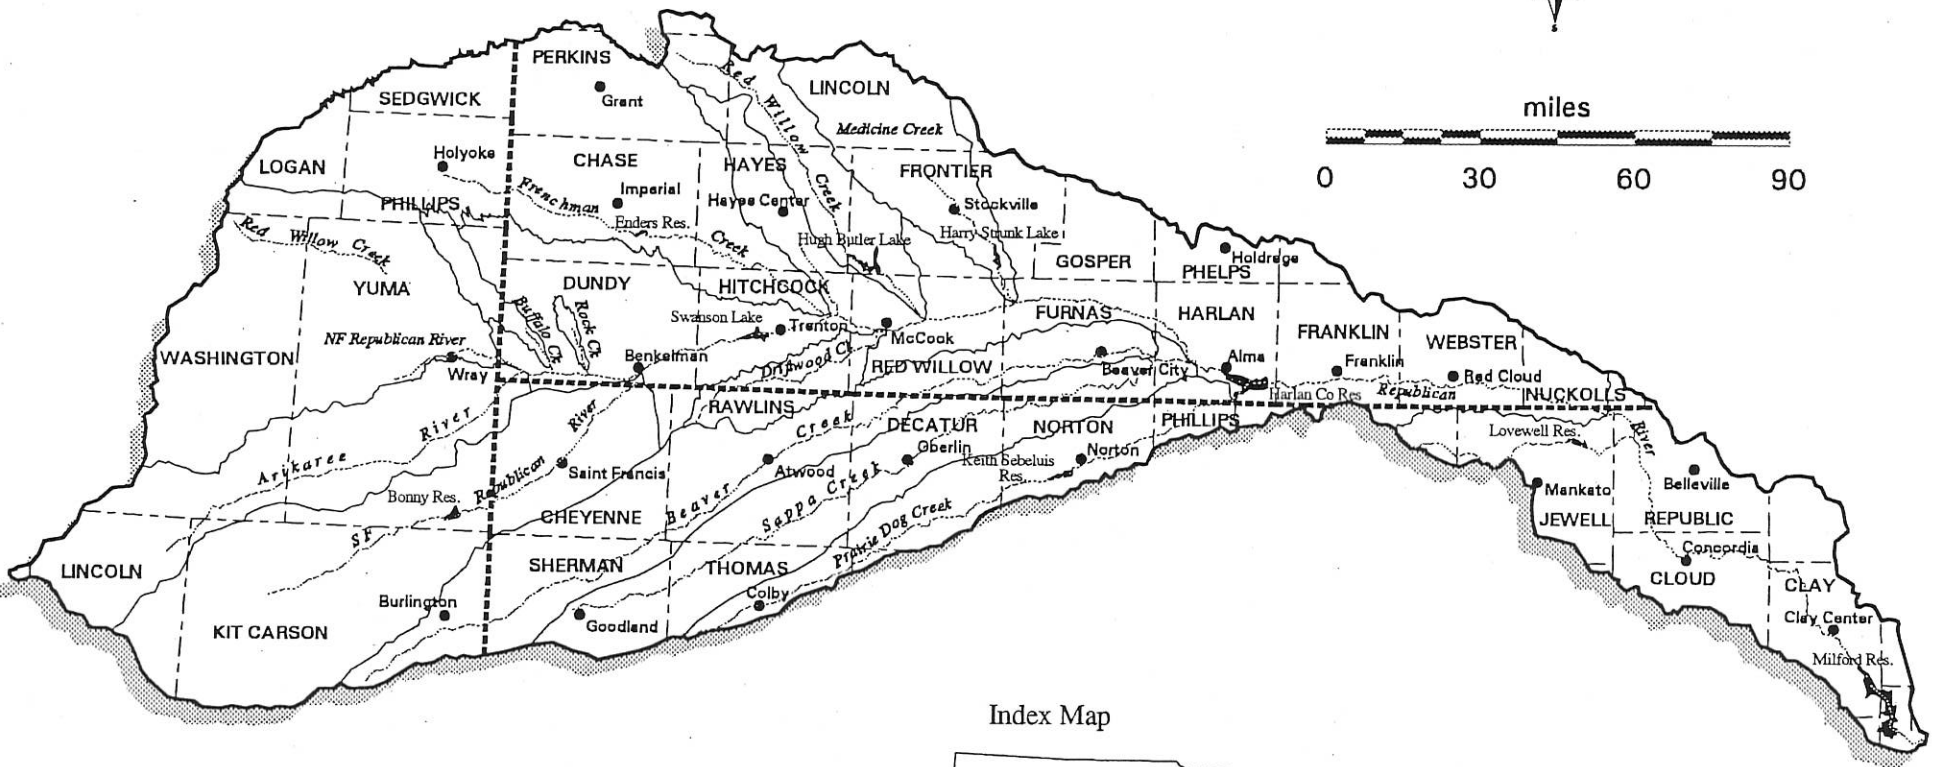 s
miles
0 30 60 90
PERKINS
Grant
SEDGWICK
LINCOLN
Red Willow Creek
Medicine Creek
Holyoke
CHASE
HAYES
FRONTIER
LOGAN
Imperial
PHILLIPS
Frenchman Creek
Hayes Center
Stockville
Enders Res.
Hugh Butler Lake
Harry Strunk Lake
Red Willow Creek
Holdrege
GOSPER
PHELPS
YUMA
DUNDY
HITCHCOCK
Buffalo Ck
Rock Ck
Swanson Lake
Trenton
FURNAS
HARLAN
FRANKLIN
WEBSTER
NF Republican River
McCook
WASHINGTON
Benkelman
Driftwood Ck
RED WILLOW
Beaver City
Alma
Franklin
Red Cloud
Wray
Harlan Co Res
Republican River
NUCKOLLS
RAWLINS
Arikaree River
Beaver Creek
DECATUR
NORTON
PHILLIPS
Lovewell Res.
Oberlin
Norton
Keith Sebeluis
Res.
SF Republican River
Saint Francis
Atwood
Sappa Creek
Bonny Res.
Mankato
Belleville
CHEYENNE
Prairie Dog Creek
JEWELL
REPUBLIC
Concordia
LINCOLN
SHERMAN
THOMAS
CLOUD
CLAY
Burlington
Colby
Clay Center
KIT CARSON
Goodland
Milford Res.
Index Map